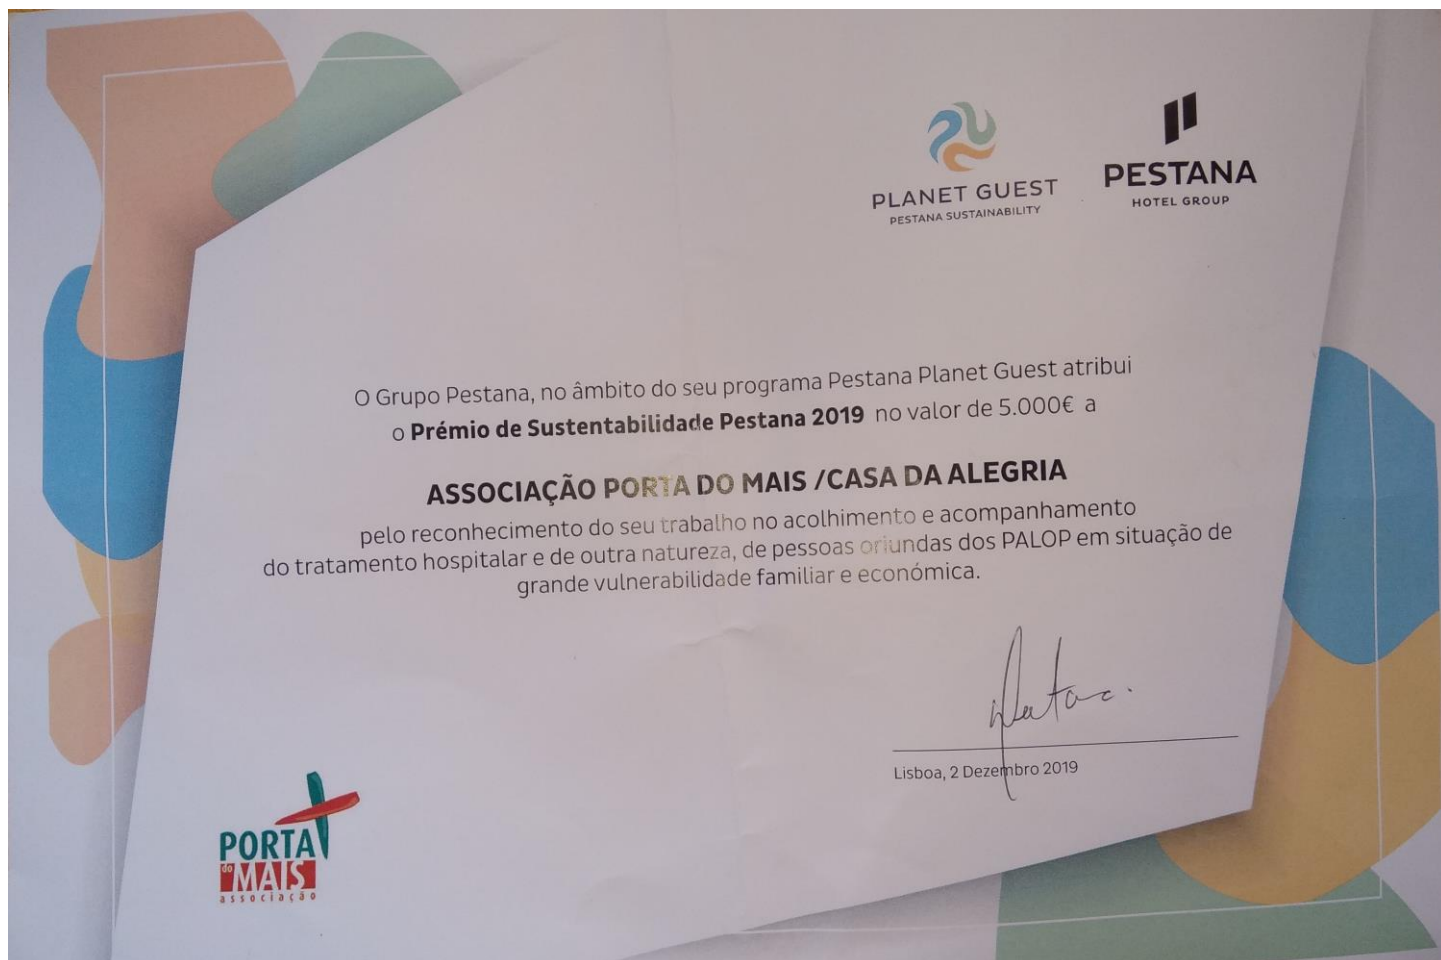 PLANET GUEST
PESTANA SUSTAINABILITY
PESTANA
HOTEL GROUP
O Grupo Pestana, no âmbito do seu programa Pestana Planet Guest atribui
o Prémio de Sustentabilidade Pestana 2019 no valor de 5.000€ a
ASSOCIAÇÃO PORTA DO MAIS /CASA DA ALEGRIA
pelo reconhecimento do seu trabalho no acolhimento e acompanhamento
do tratamento hospitalar e de outra natureza, de pessoas oriundas dos PALOP em situação de
grande vulnerabilidade familiar e económica.
Lisboa, 2 Dezembro 2019
PORTA
do MAIS
associação